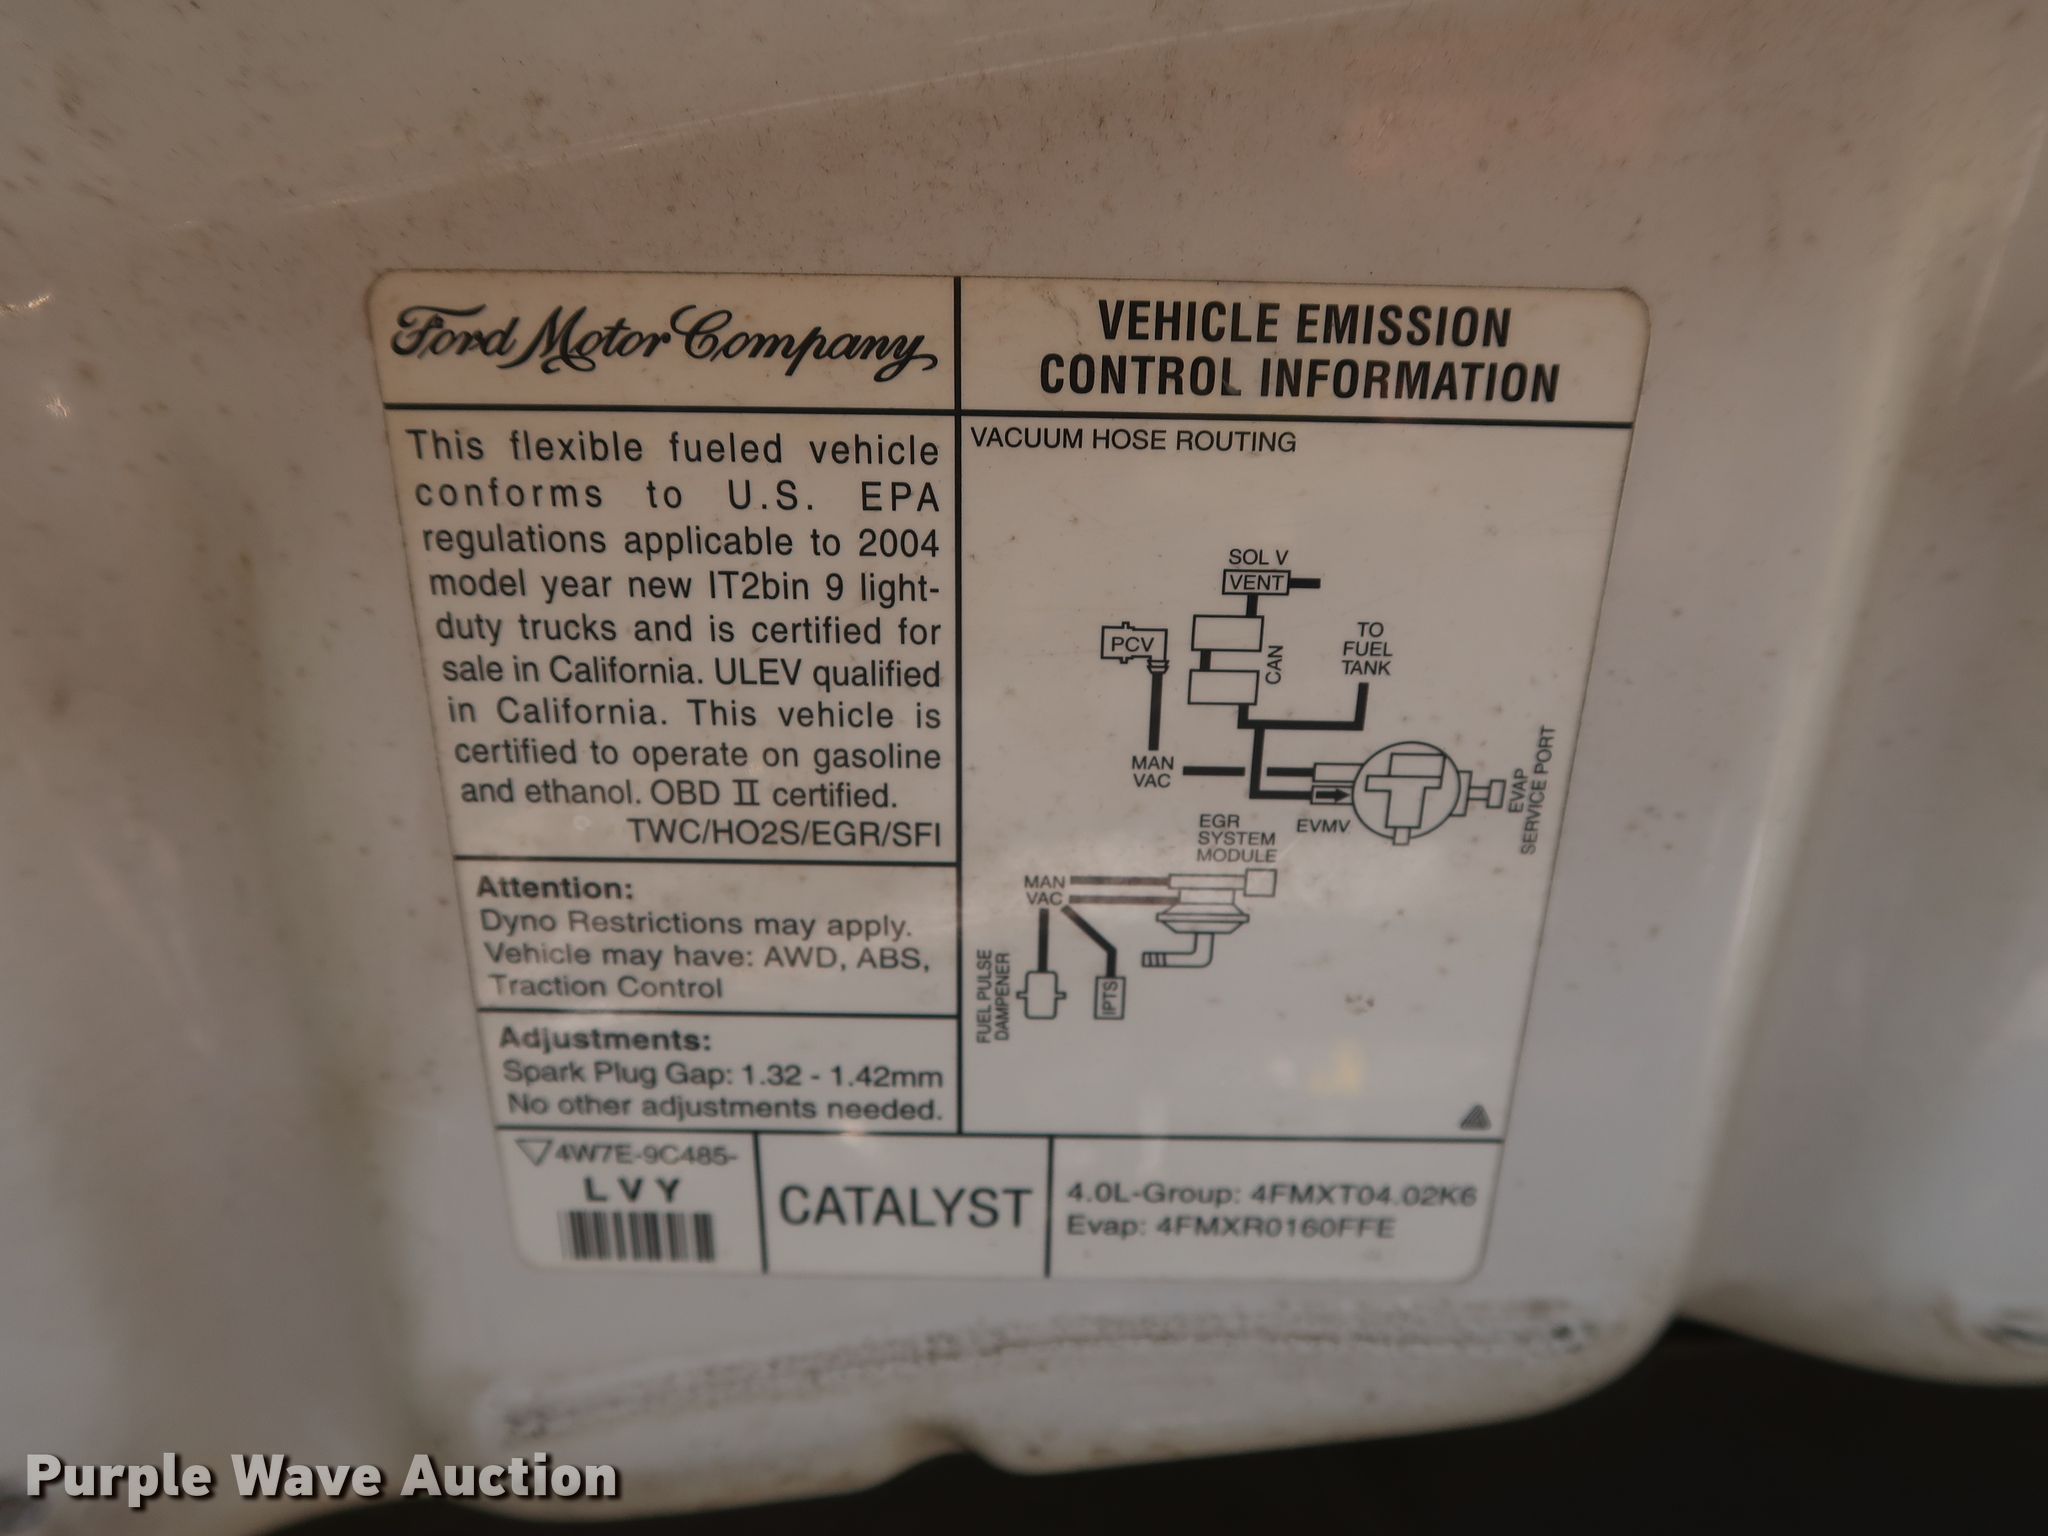 Ford Motor Company
VEHICLE EMISSION
CONTROL INFORMATION
This flexible fueled vehicle
conforms to U.S. EPA
regulations applicable to 2004
model year new IT2bin 9 light-
duty trucks and is certified for
sale in California. ULEV qualified
in California. This vehicle is
certified to operate on gasoline
and ethanol. OBD II certified.
TWC/HO2S/EGR/SFI
Attention:
Dyno Restrictions may apply.
Vehicle may have: AWD, ABS,
Traction Control
Adjustments:
Spark Plug Gap: 1.32 - 1.42mm
No other adjustments needed.
VACUUM HOSE ROUTING
SOL V
VENT
PCV
CAN
TO
FUEL
TANK
MAN
VAC
EVMV
EVAP
SERVICE PORT
EGR
SYSTEM
MODULE
MAN
VAC
FUEL PULSE
DAMPENER
IPTS
4W7E-9C485-
LVY
CATALYST
4.0L-Group: 4FMXT04.02K6
Evap: 4FMXR0160FFE
Purple Wave Auction